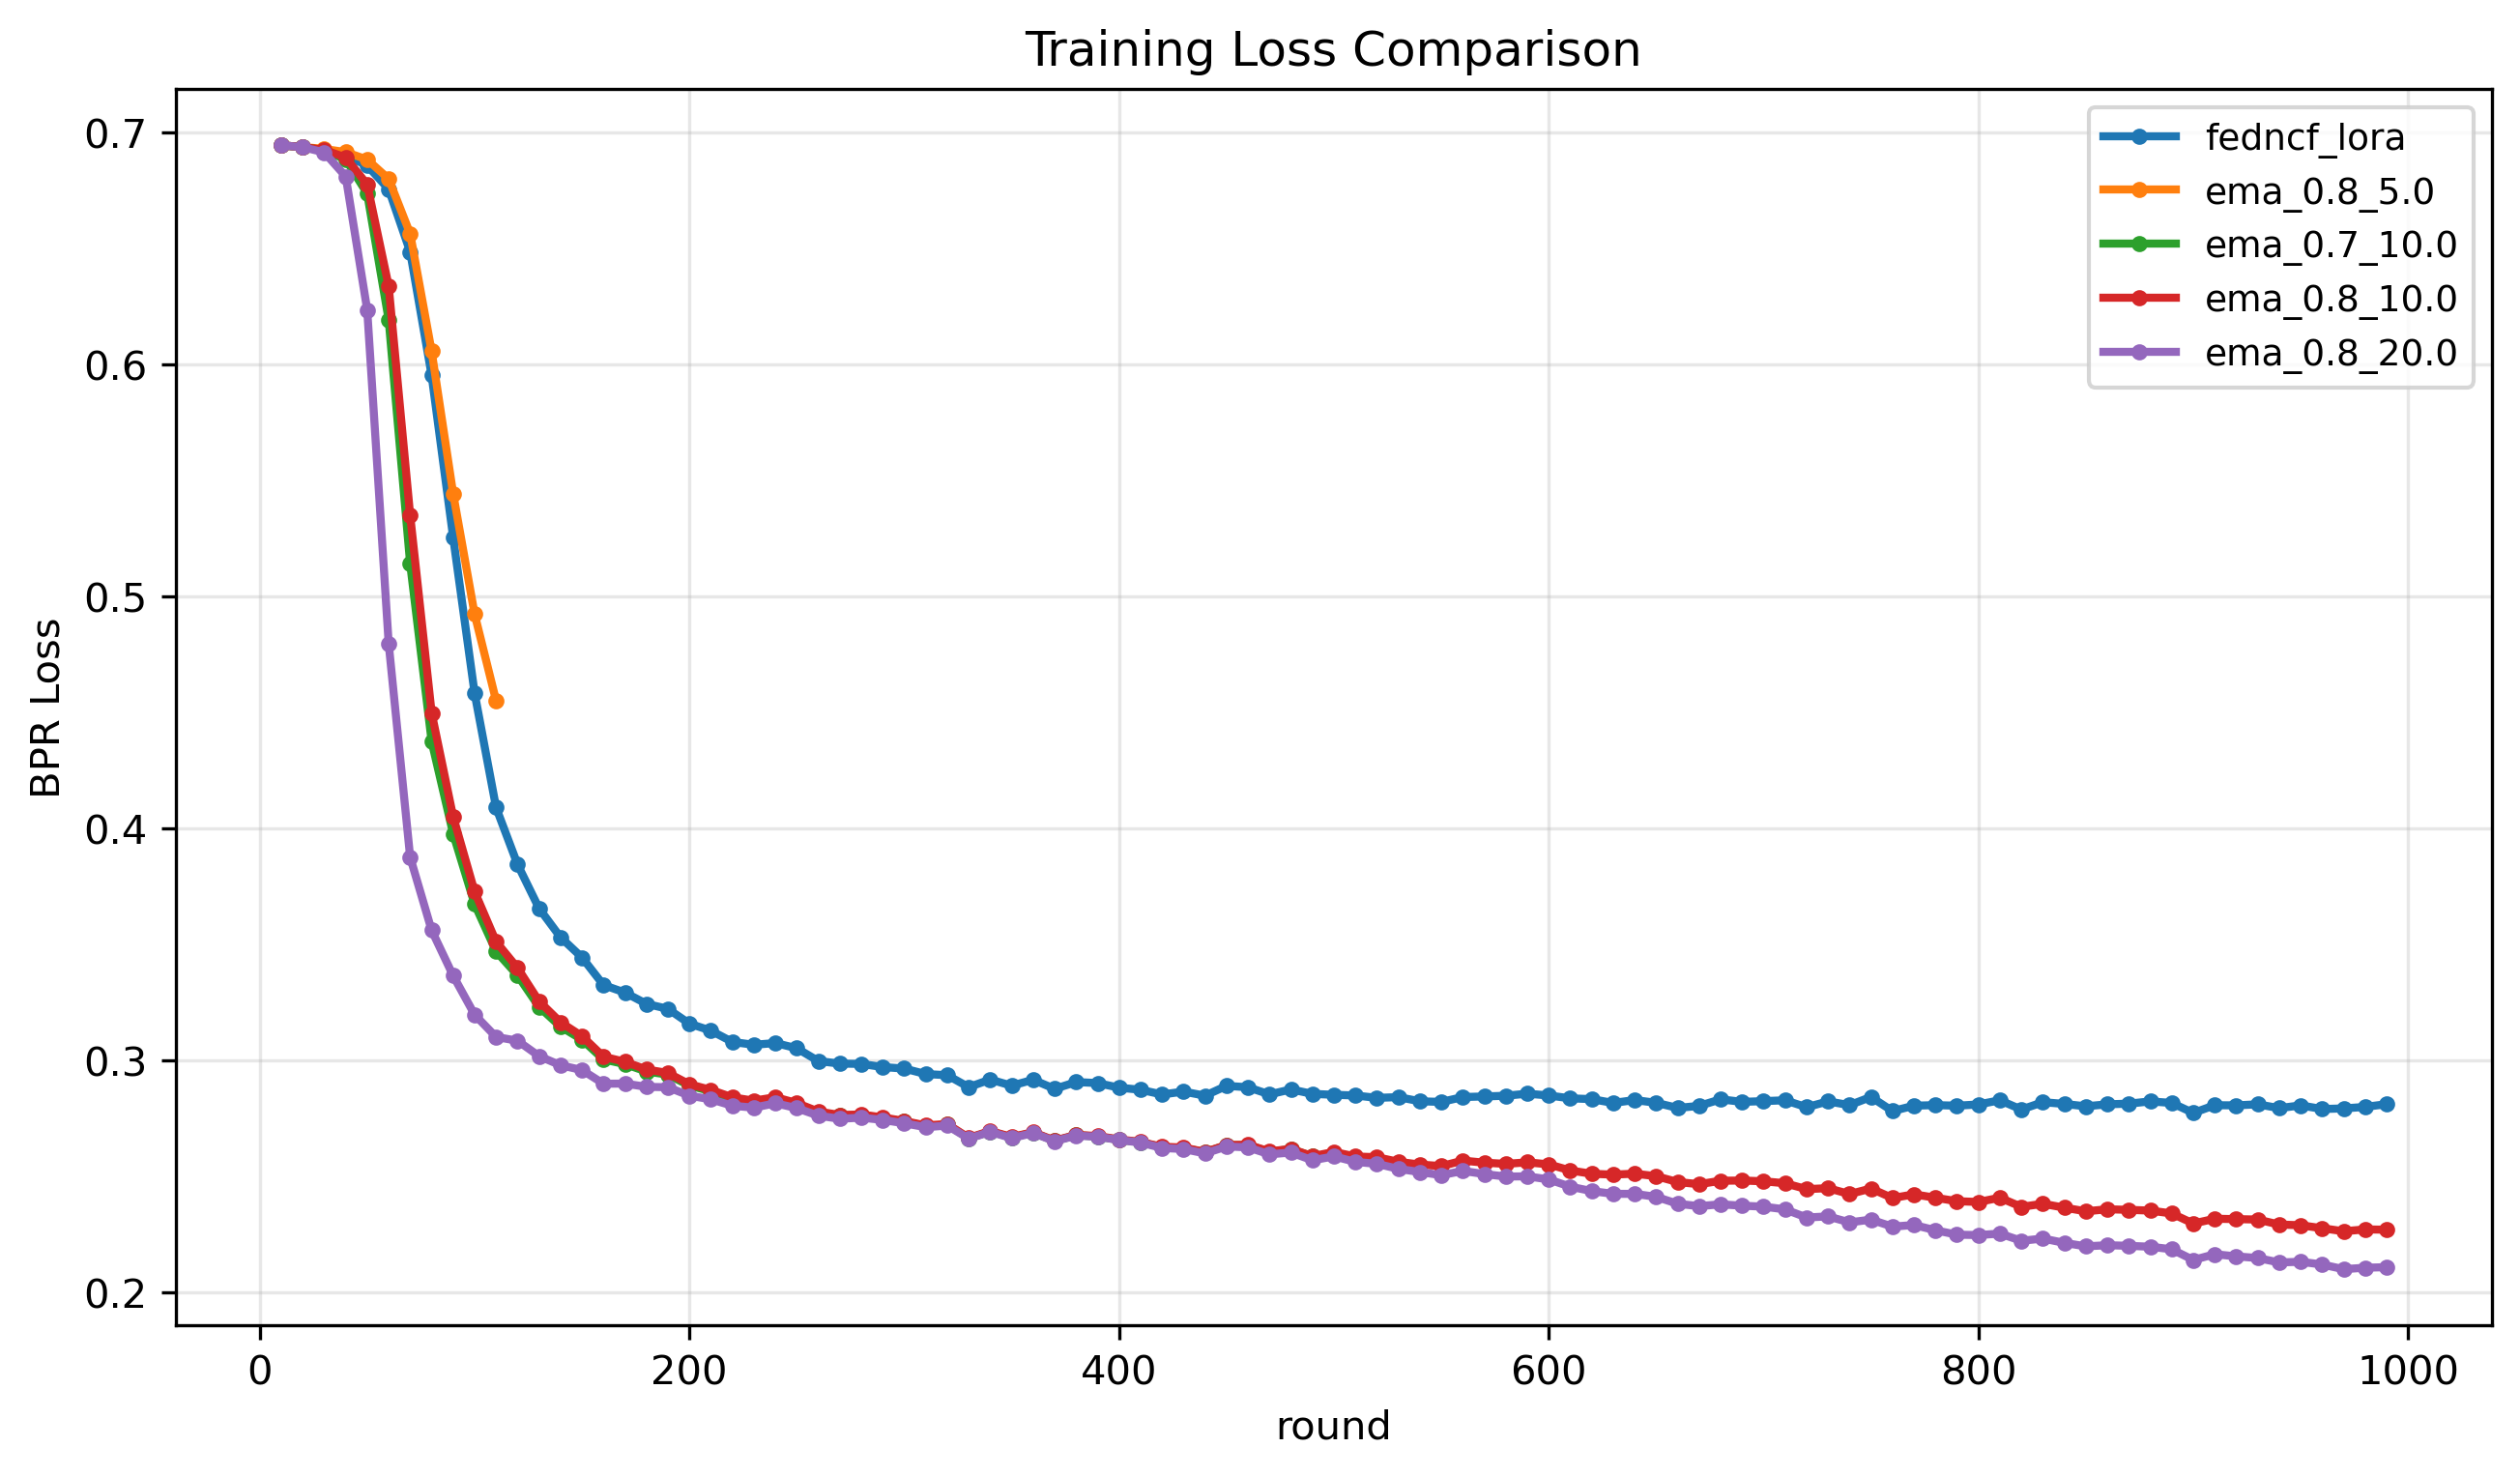 Training Loss Comparison
fedncf_lora
ema_0.8_5.0
ema_0.7_10.0
ema_0.8_10.0
ema_0.8_20.0
BPR Loss
0.7
0.6
0.5
0.4
0.3
0.2
0 200 400 600 800 1000
round